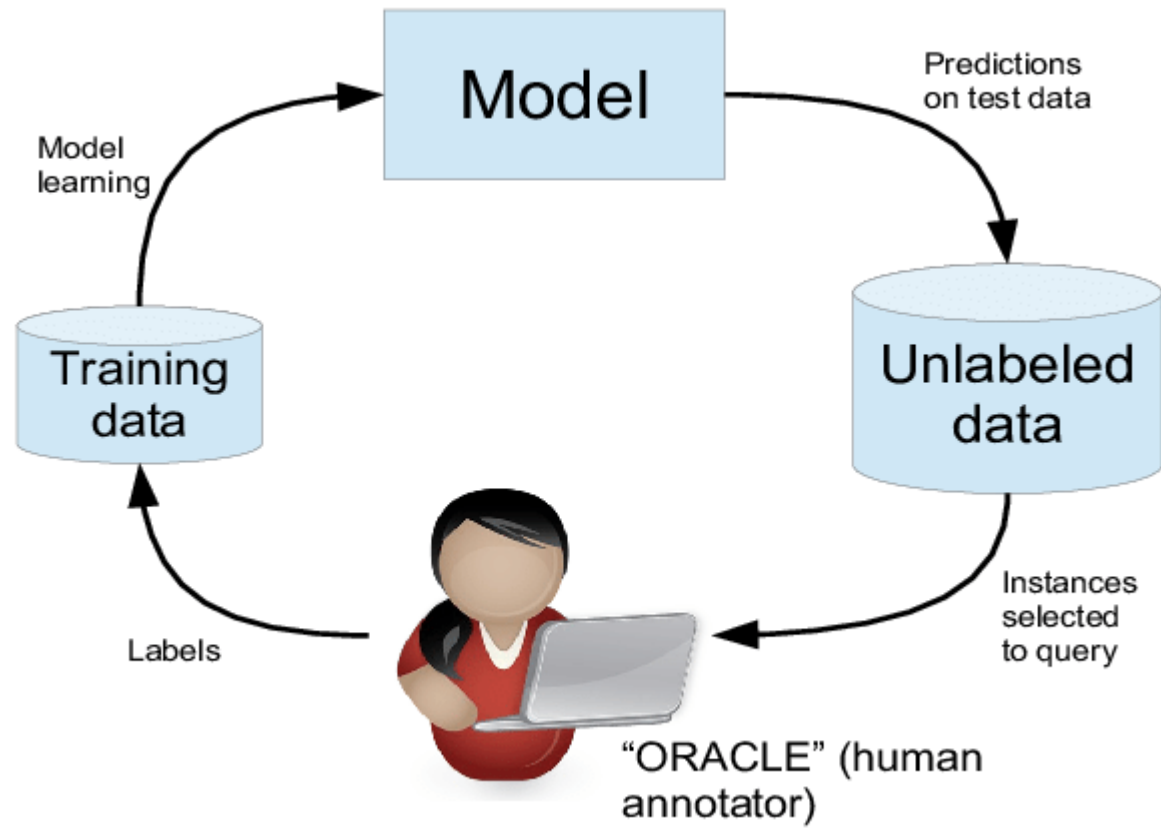 Model
Predictions
on test data
Model
learning
Training
data
Unlabeled
data
Instances
selected
to query
Labels
“ORACLE” (human
annotator)